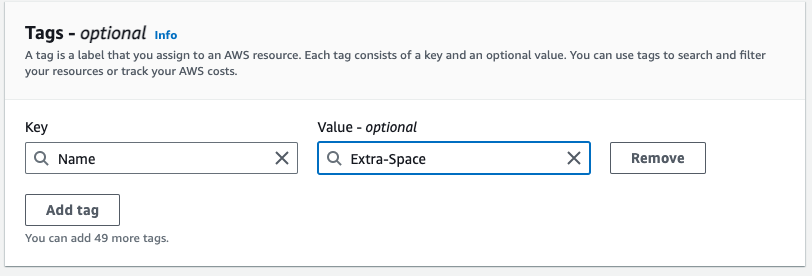 Tags - optional Info
A tag is a label that you assign to an AWS resource. Each tag consists of a key and an optional value. You can use tags to search and filter
your resources or track your AWS costs.
Key Value - optional
Name Extra-Space Remove
Add tag
You can add 49 more tags.